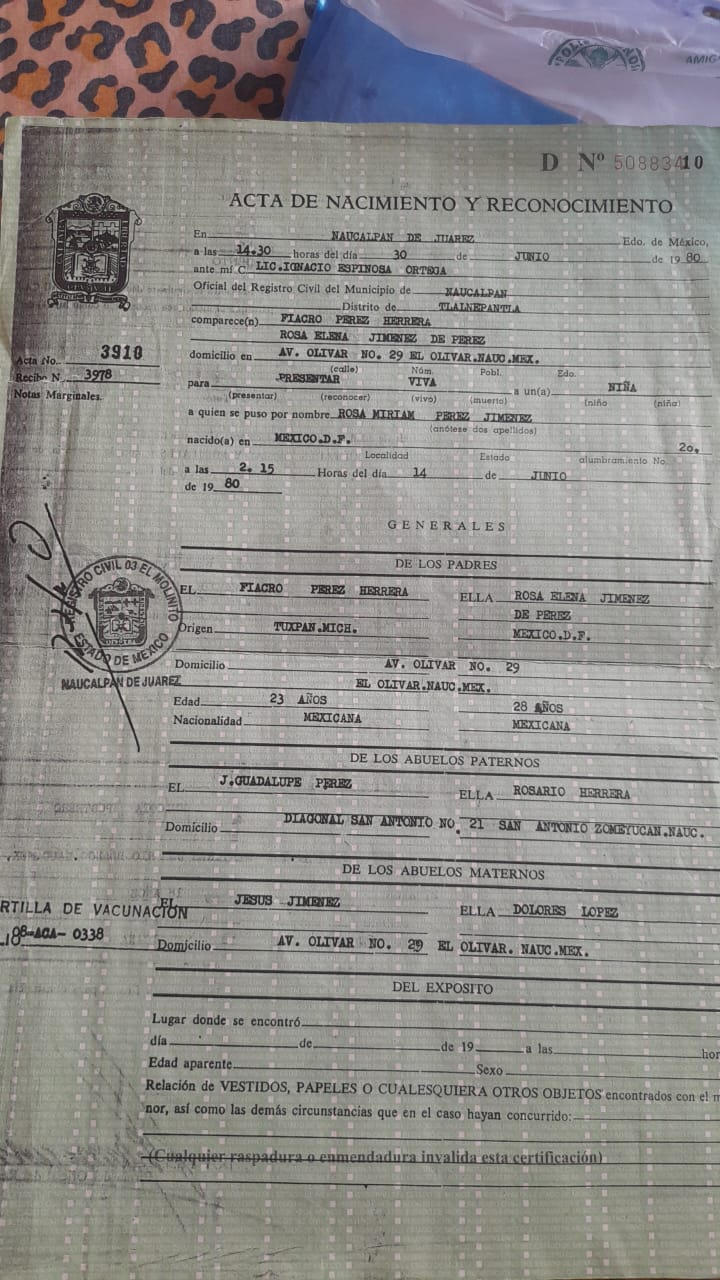 AMIG
D Nº 50883410
ACTA DE NACIMIENTO Y RECONOCIMIENTO
En NAUCALPAN DE JUAREZ Edo. de México,
a las 14.30 horas del día 30 de JUNIO de 19 80
ante mí C. LIC.IGNACIO ESPINOSA ORTEGA
Oficial del Registro Civil del Municipio de NAUCALPAN
Distrito de TLALNEPANTLA
comparece(n) FIACRO PEREZ HERRERA
ROSA ELENA JIMENEZ DE PEREZ
Acta No. 3910
domicilio en AV. OLIVAR NO. 29 EL OLIVAR.NAUC.MEX.
(calle) Núm. Pobl. Edo.
Recibo N 3978
para PRESENTAR VIVA a un(a) NIÑA
(presentar) (reconocer) (vivo) (muerto) (niño (niña)
Notas Marginales.
a quien se puso por nombre ROSA MIRIAM PEREZ JIMENEZ
(anótese dos apellidos)
nacido(a) en MEXICO.D.F. 2o.
Localidad Estado alumbramiento No.
a las 2. 15 Horas del día 14 de JUNIO
de 19 80
GENERALES
DE LOS PADRES
EL FIACRO PEREZ HERRERA ELLA ROSA ELENA JIMENEZ
DE PEREZ
Origen TUXPAN.MICH. MEXICO.D.F.
REGISTRO CIVIL 03 EL MOLINITO
ESTADO DE MEXICO
NAUCALPAN DE JUAREZ
Domicilio AV. OLIVAR NO. 29
EL OLIVAR.NAUC.MEX.
Edad 23 AÑOS 28 AÑOS
Nacionalidad MEXICANA MEXICANA
DE LOS ABUELOS PATERNOS
EL J.GUADALUPE PEREZ ELLA ROSARIO HERRERA
Domicilio DIAGONAL SAN ANTONIO NO. 21 SAN ANTONIO ZOMEYUCAN.NAUC.
DE LOS ABUELOS MATERNOS
EL JESUS JIMENEZ ELLA DOLORES LOPEZ
RTILLA DE VACUNACIÓN
98-AGA- 0338
Domicilio AV. OLIVAR NO. 29 EL OLIVAR. NAUC.MEX.
DEL EXPOSITO
Lugar donde se encontró
día de de 19 a las hor
Edad aparente Sexo
Relación de VESTIDOS, PAPELES O CUALESQUIERA OTROS OBJETOS encontrados con el m
nor, así como las demás circunstancias que en el caso hayan concurrido:
(Cualquier raspadura o enmendadura invalida esta certificación)